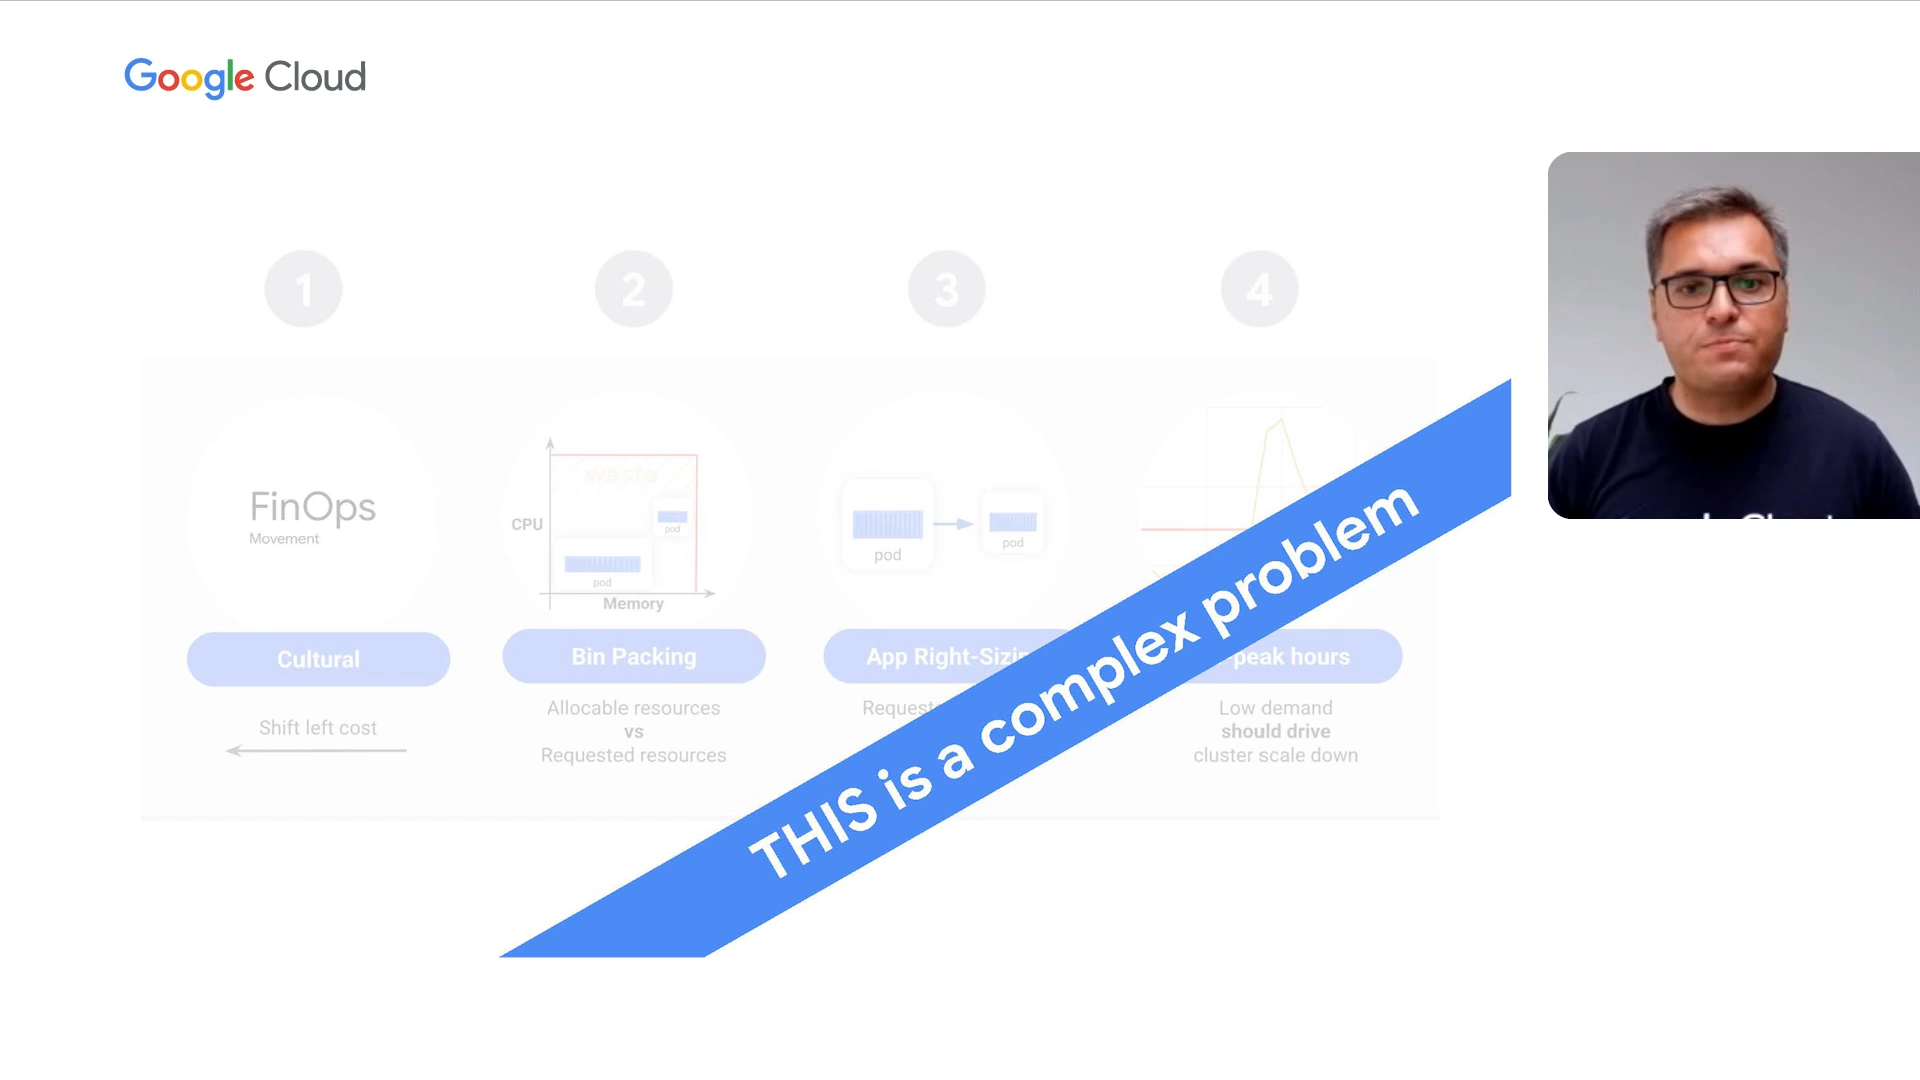 Google Cloud
1
2
3
4
FinOps
Movement
waste
CPU
pod
pod
Memory
pod
pod
Cultural
Bin Packing
App Right-Sizin
peak hours
Shift left cost
Allocable resources
vs
Requested resources
Request
Low demand
should drive
cluster scale down
THIS is a complex problem